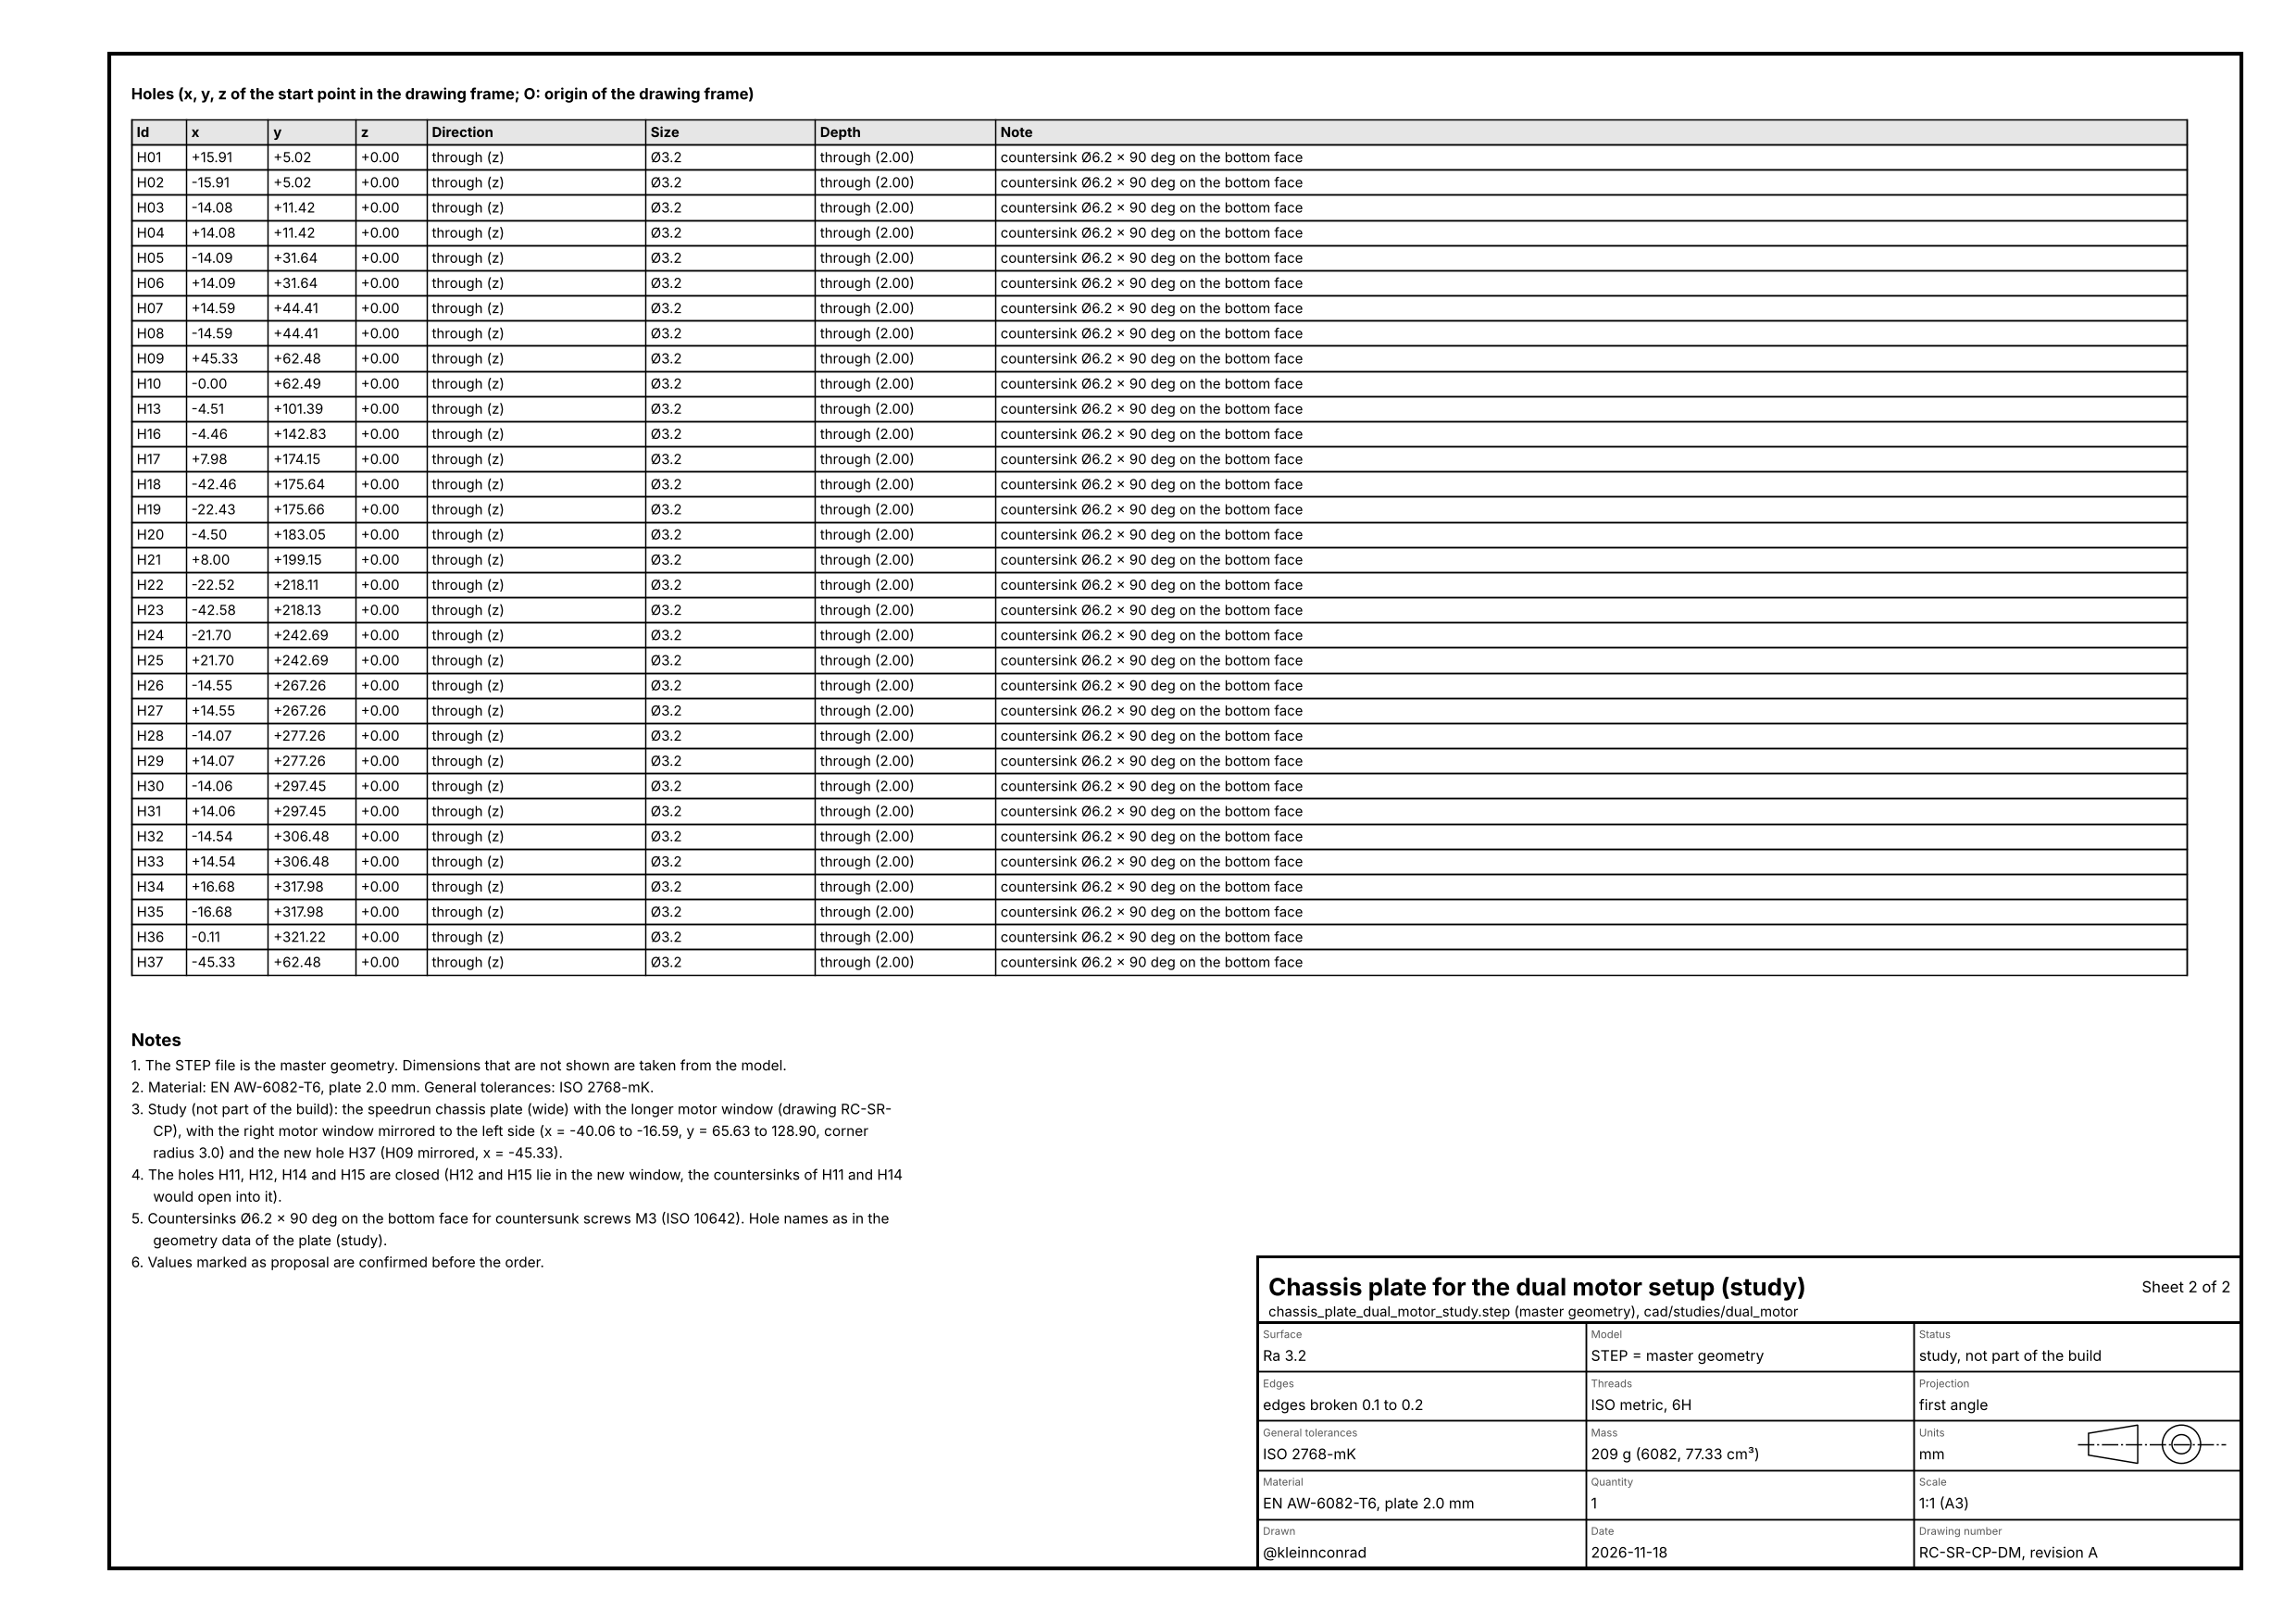 Holes (x, y, z of the start point in the drawing frame; O: origin of the drawing frame)
Id x y z Direction Size Depth Note
H01 +15.91 +5.02 +0.00 through (z) Ø3.2 through (2.00) countersink Ø6.2 × 90 deg on the bottom face
H02 -15.91 +5.02 +0.00 through (z) Ø3.2 through (2.00) countersink Ø6.2 × 90 deg on the bottom face
H03 -14.08 +11.42 +0.00 through (z) Ø3.2 through (2.00) countersink Ø6.2 × 90 deg on the bottom face
H04 +14.08 +11.42 +0.00 through (z) Ø3.2 through (2.00) countersink Ø6.2 × 90 deg on the bottom face
H05 -14.09 +31.64 +0.00 through (z) Ø3.2 through (2.00) countersink Ø6.2 × 90 deg on the bottom face
H06 +14.09 +31.64 +0.00 through (z) Ø3.2 through (2.00) countersink Ø6.2 × 90 deg on the bottom face
H07 +14.59 +44.41 +0.00 through (z) Ø3.2 through (2.00) countersink Ø6.2 × 90 deg on the bottom face
H08 -14.59 +44.41 +0.00 through (z) Ø3.2 through (2.00) countersink Ø6.2 × 90 deg on the bottom face
H09 +45.33 +62.48 +0.00 through (z) Ø3.2 through (2.00) countersink Ø6.2 × 90 deg on the bottom face
H10 -0.00 +62.49 +0.00 through (z) Ø3.2 through (2.00) countersink Ø6.2 × 90 deg on the bottom face
H13 -4.51 +101.39 +0.00 through (z) Ø3.2 through (2.00) countersink Ø6.2 × 90 deg on the bottom face
H16 -4.46 +142.83 +0.00 through (z) Ø3.2 through (2.00) countersink Ø6.2 × 90 deg on the bottom face
H17 +7.98 +174.15 +0.00 through (z) Ø3.2 through (2.00) countersink Ø6.2 × 90 deg on the bottom face
H18 -42.46 +175.64 +0.00 through (z) Ø3.2 through (2.00) countersink Ø6.2 × 90 deg on the bottom face
H19 -22.43 +175.66 +0.00 through (z) Ø3.2 through (2.00) countersink Ø6.2 × 90 deg on the bottom face
H20 -4.50 +183.05 +0.00 through (z) Ø3.2 through (2.00) countersink Ø6.2 × 90 deg on the bottom face
H21 +8.00 +199.15 +0.00 through (z) Ø3.2 through (2.00) countersink Ø6.2 × 90 deg on the bottom face
H22 -22.52 +218.11 +0.00 through (z) Ø3.2 through (2.00) countersink Ø6.2 × 90 deg on the bottom face
H23 -42.58 +218.13 +0.00 through (z) Ø3.2 through (2.00) countersink Ø6.2 × 90 deg on the bottom face
H24 -21.70 +242.69 +0.00 through (z) Ø3.2 through (2.00) countersink Ø6.2 × 90 deg on the bottom face
H25 +21.70 +242.69 +0.00 through (z) Ø3.2 through (2.00) countersink Ø6.2 × 90 deg on the bottom face
H26 -14.55 +267.26 +0.00 through (z) Ø3.2 through (2.00) countersink Ø6.2 × 90 deg on the bottom face
H27 +14.55 +267.26 +0.00 through (z) Ø3.2 through (2.00) countersink Ø6.2 × 90 deg on the bottom face
H28 -14.07 +277.26 +0.00 through (z) Ø3.2 through (2.00) countersink Ø6.2 × 90 deg on the bottom face
H29 +14.07 +277.26 +0.00 through (z) Ø3.2 through (2.00) countersink Ø6.2 × 90 deg on the bottom face
H30 -14.06 +297.45 +0.00 through (z) Ø3.2 through (2.00) countersink Ø6.2 × 90 deg on the bottom face
H31 +14.06 +297.45 +0.00 through (z) Ø3.2 through (2.00) countersink Ø6.2 × 90 deg on the bottom face
H32 -14.54 +306.48 +0.00 through (z) Ø3.2 through (2.00) countersink Ø6.2 × 90 deg on the bottom face
H33 +14.54 +306.48 +0.00 through (z) Ø3.2 through (2.00) countersink Ø6.2 × 90 deg on the bottom face
H34 +16.68 +317.98 +0.00 through (z) Ø3.2 through (2.00) countersink Ø6.2 × 90 deg on the bottom face
H35 -16.68 +317.98 +0.00 through (z) Ø3.2 through (2.00) countersink Ø6.2 × 90 deg on the bottom face
H36 -0.11 +321.22 +0.00 through (z) Ø3.2 through (2.00) countersink Ø6.2 × 90 deg on the bottom face
H37 -45.33 +62.48 +0.00 through (z) Ø3.2 through (2.00) countersink Ø6.2 × 90 deg on the bottom face
Notes
1. The STEP file is the master geometry. Dimensions that are not shown are taken from the model.
2. Material: EN AW-6082-T6, plate 2.0 mm. General tolerances: ISO 2768-mK.
3. Study (not part of the build): the speedrun chassis plate (wide) with the longer motor window (drawing RC-SR-
CP), with the right motor window mirrored to the left side (x = -40.06 to -16.59, y = 65.63 to 128.90, corner
radius 3.0) and the new hole H37 (H09 mirrored, x = -45.33).
4. The holes H11, H12, H14 and H15 are closed (H12 and H15 lie in the new window, the countersinks of H11 and H14
would open into it).
5. Countersinks Ø6.2 × 90 deg on the bottom face for countersunk screws M3 (ISO 10642). Hole names as in the
geometry data of the plate (study).
6. Values marked as proposal are confirmed before the order.
Chassis plate for the dual motor setup (study) Sheet 2 of 2
chassis_plate_dual_motor_study.step (master geometry), cad/studies/dual_motor
Surface Model Status
Ra 3.2 STEP = master geometry study, not part of the build
Edges Threads Projection
edges broken 0.1 to 0.2 ISO metric, 6H first angle
General tolerances Mass Units
ISO 2768-mK 209 g (6082, 77.33 cm³) mm
Material Quantity Scale
EN AW-6082-T6, plate 2.0 mm 1 1:1 (A3)
Drawn Date Drawing number
@kleinnconrad 2026-11-18 RC-SR-CP-DM, revision A